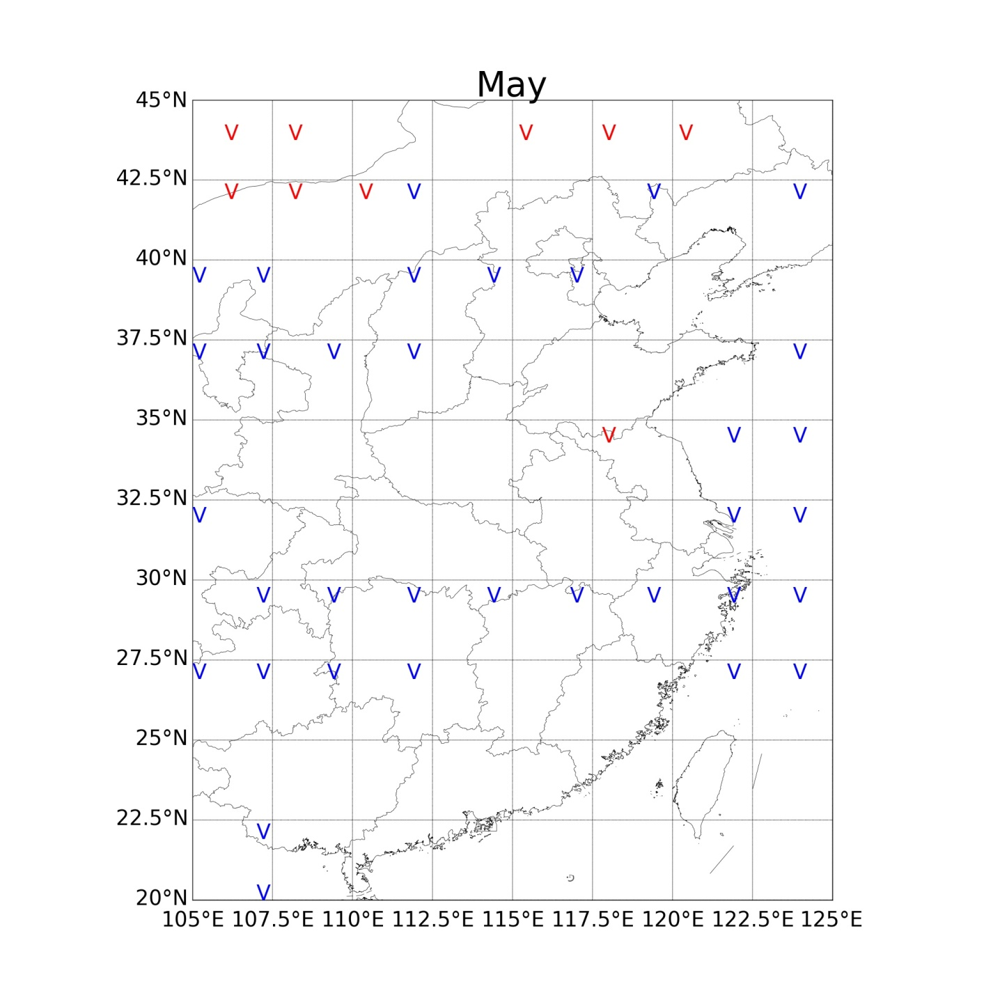 May
45°N
V V V V V
42.5°N
V V V V V V
40°N
V V V V V
37.5°N
V V V V V
35°N
V V V
32.5°N
V V V
30°N
V V V V V V V V
27.5°N
V V V V V V
25°N
22.5°N
V
V
20°N
105°E 107.5°E 110°E 112.5°E 115°E 117.5°E 120°E 122.5°E 125°E